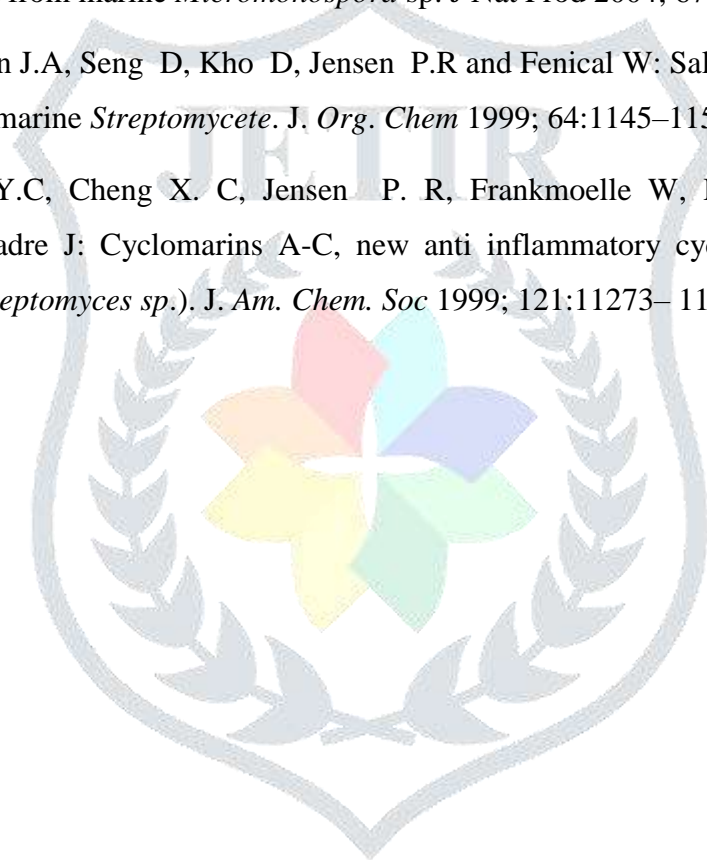 from marine Micromonospora sp. J Nat Prod 2004; 
n J.A, Seng D, Kho D, Jensen P.R and Fenical W:
marine Streptomycete. J. Org. Chem 1999; 64:1145–115
Y.C, Cheng X. C, Jensen P. R, Frankmoelle W,
adre J: Cyclomarins A-C, new anti inflammatory cyc
eptomyces sp.). J. Am. Chem. Soc 1999; 121:11273– 11
JETIR